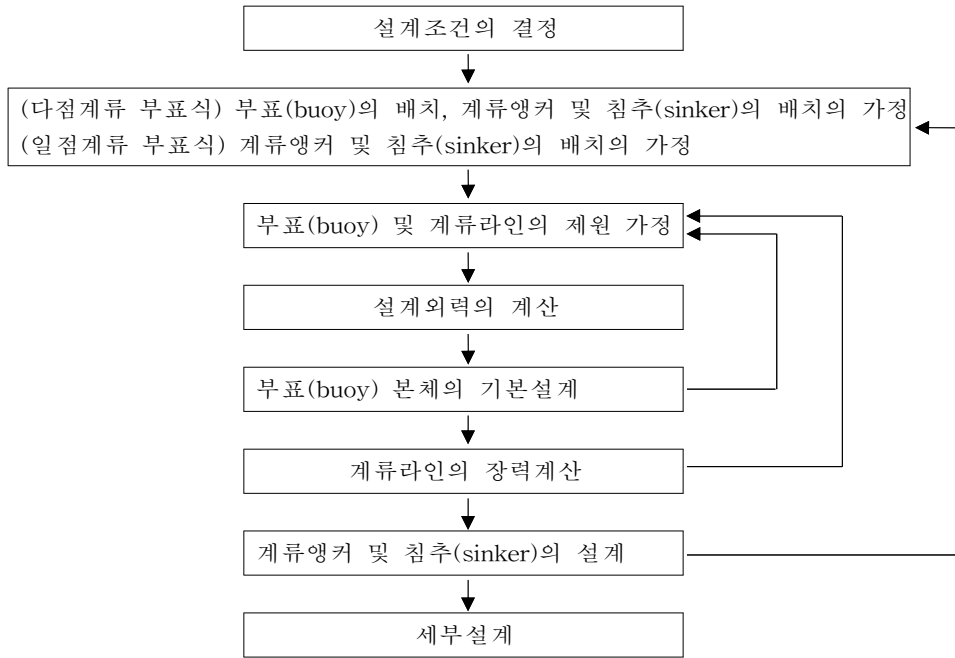 설계조건의 결정
(다점계류 부표식) 부표(buoy)의 배치, 계류앵커 및 침추(sinker)의 배치의 가정
(일점계류 부표식) 계류앵커 및 침추(sinker)의 배치의 가정
부표(buoy) 및 계류라인의 제원 가정
설계외력의 계산
부표(buoy) 본체의 기본설계
계류라인의 장력계산
계류앵커 및 침추(sinker)의 설계
세부설계